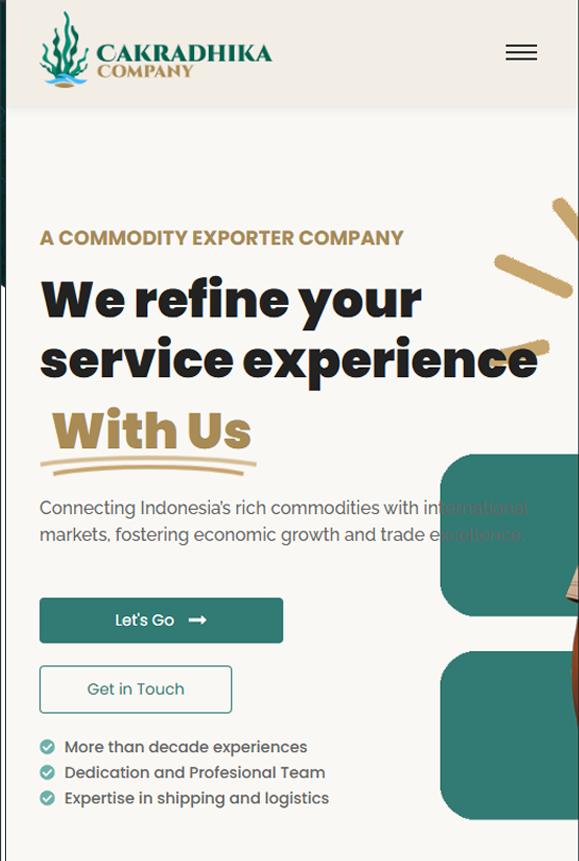 CAKRADHIKA
COMPANY
A COMMODITY EXPORTER COMPANY
We refine your
service experience
With Us
Connecting Indonesia's rich commodities with international
markets, fostering economic growth and trade excellence.
Let's Go
Get in Touch
More than decade experiences
Dedication and Profesional Team
Expertise in shipping and logistics